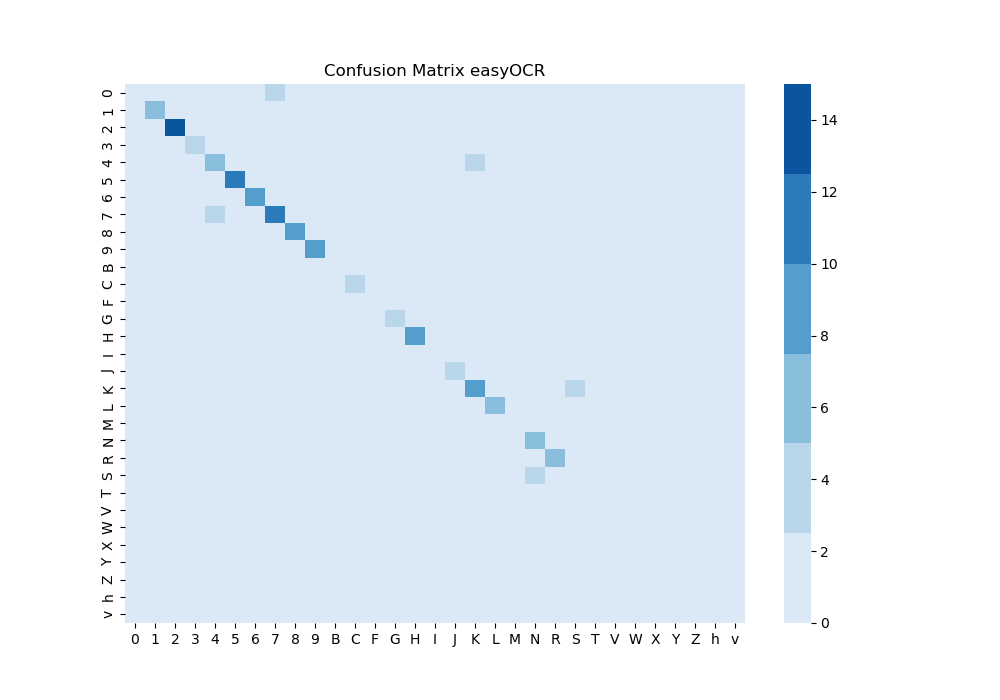 Confusion Matrix easyOCR
0
1
2
3
4
5
6
7
8
9
B
C
F
G
H
I
J
K
L
M
N
R
S
T
V
W
X
Y
Z
h
v
0 1 2 3 4 5 6 7 8 9 B C F G H I J K L M N R S T V W X Y Z h v
14
12
10
8
6
4
2
0